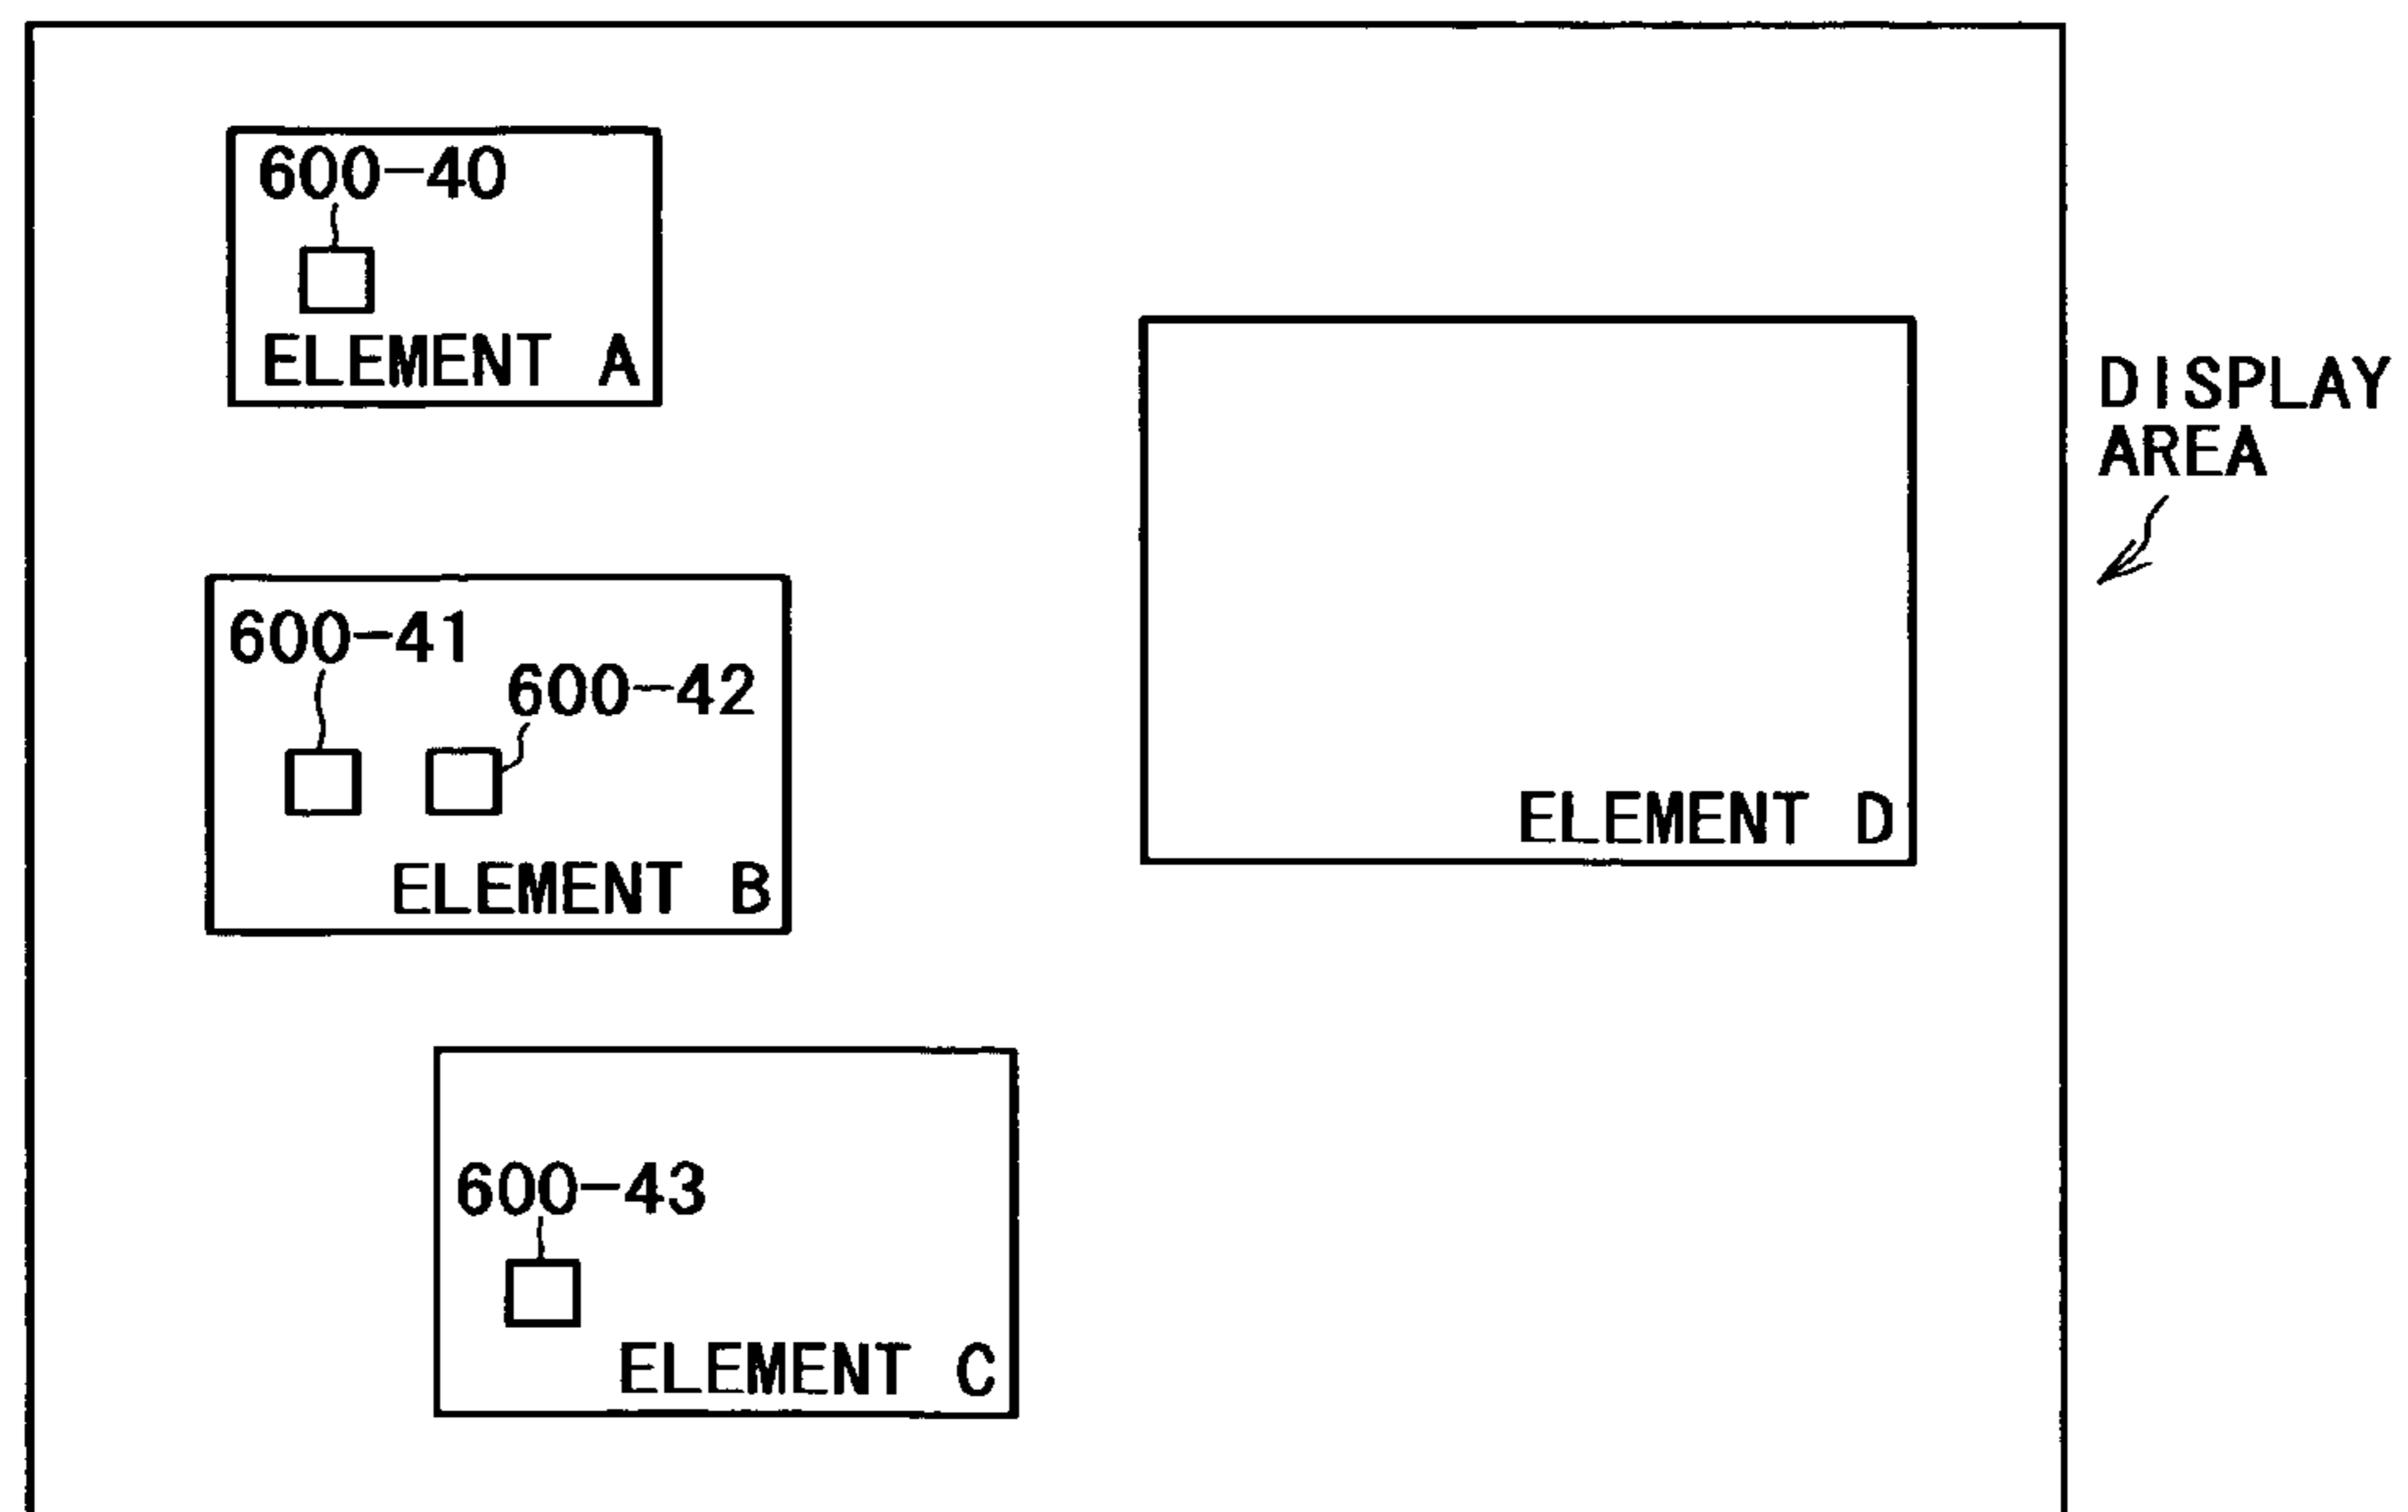 600-40
ELEMENT A
DISPLAY
AREA
600-41
600-42
ELEMENT D
ELEMENT B
600-43
ELEMENT C